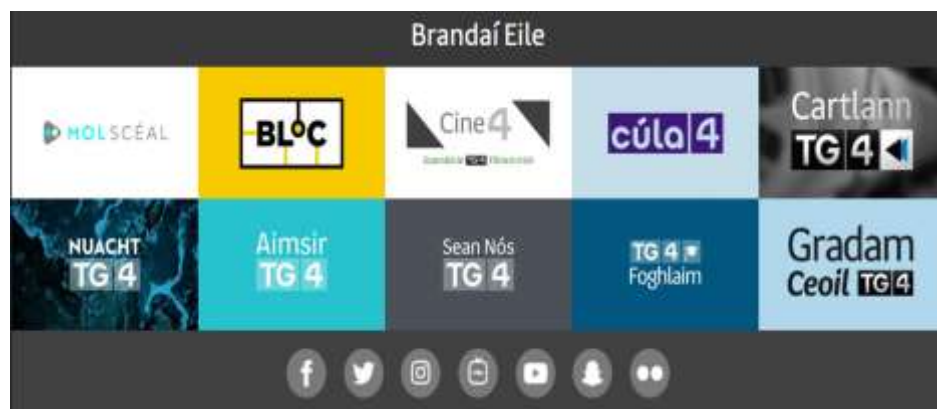 Brandaí Eile
MOLSCÉAL
BLOC
Cine4
cúla4
Cartlann
TG4
NUACHT
TG4
Aimsir
TG4
Sean Nós
TG4
TG4
Foghlaim
Gradam
Ceoil TG4